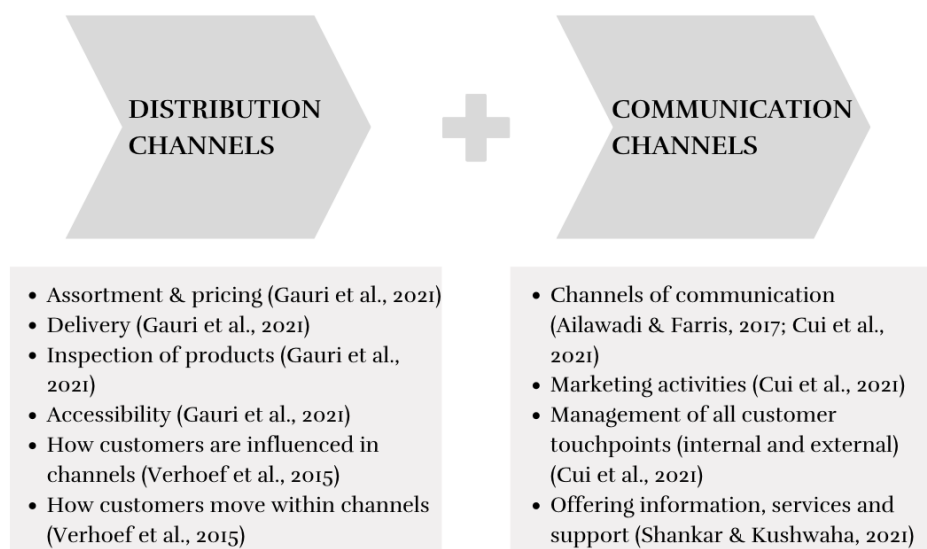 DISTRIBUTION
CHANNELS
COMMUNICATION
CHANNELS
• Assortment & pricing (Gauri et al., 2021)
• Delivery (Gauri et al., 2021)
• Inspection of products (Gauri et al.,
2021)
• Accessibility (Gauri et al., 2021)
• How customers are influenced in
channels (Verhoef et al., 2015)
• How customers move within channels
(Verhoef et al., 2015)
• Channels of communication
(Ailawadi & Farris, 2017; Cui et al.,
2021)
• Marketing activities (Cui et al., 2021)
• Management of all customer
touchpoints (internal and external)
(Cui et al., 2021)
• Offering information, services and
support (Shankar & Kushwaha, 2021)